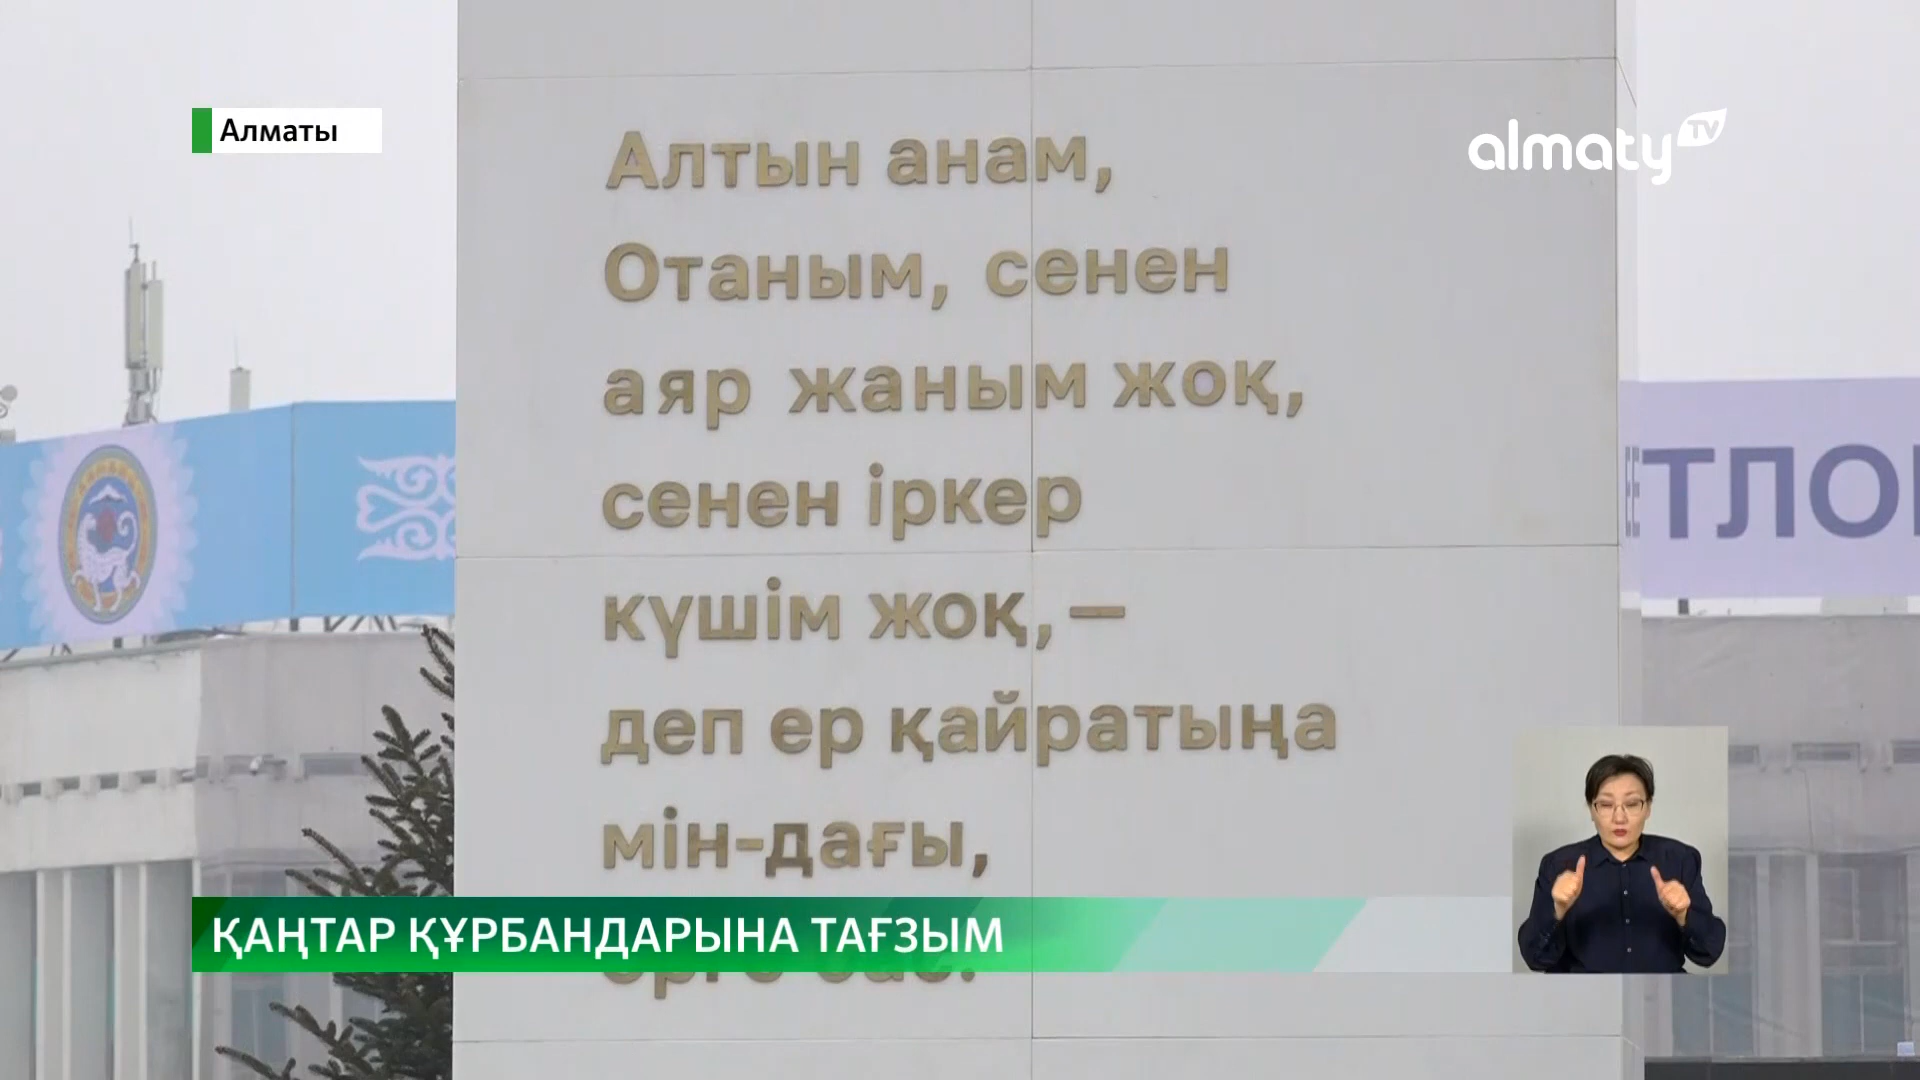 Алматы
almaty TV
Алтын анам,
Отаным, сенен
аяр жаным жоқ,
сенен іркер
күшім жоқ, –
деп ер қайратыңа
мін-дағы,
ТЛО
ҚАҢТАР ҚҰРБАНДАРЫНА ТАҒЗЫМ